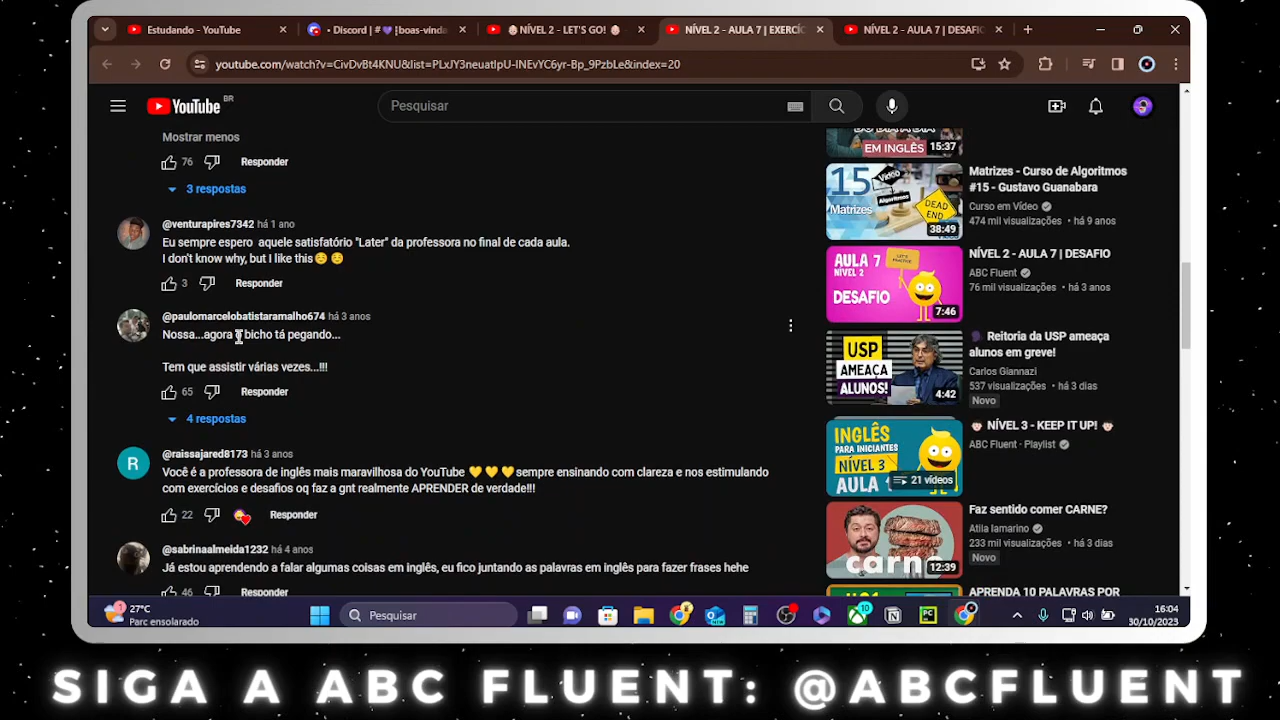 Estudando - YouTube
• Discord | #💜|boas-vinda
👶🏻 NÍVEL 2 - LET'S GO! 👶🏻
NÍVEL 2 - AULA 7 | EXERCÍC
NÍVEL 2 - AULA 7 | DESAFIO
youtube.com/watch?v=CivDvBt4KNU&list=PLxJY3neuatlpU-INEvYC6yr-Bp_9PzbLe&index=20
YouTube BR
Pesquisar
Mostrar menos
76 Responder
3 respostas
@venturapires7342 há 1 ano
Eu sempre espero aquele satisfatório "Later" da professora no final de cada aula.
I don't know why, but I like this☺️ ☺️
3 Responder
@paulomarcelobatistaramalho674 há 3 anos
Nossa...agora o bicho tá pegando...
Tem que assistir várias vezes...!!!
65 Responder
4 respostas
R
@raissajared8173 há 3 anos
Você é a professora de inglês mais maravilhosa do YouTube 💛 💛 💛 sempre ensinando com clareza e nos estimulando
com exercícios e desafios oq faz a gnt realmente APRENDER de verdade!!!
22 Responder
@sabrinaalmeida1232 há 4 anos
Já estou aprendendo a falar algumas coisas em inglês, eu fico juntando as palavras em inglês para fazer frases hehe
46 Responder
EM INGLÊS
15:37
15
Matrizes
DEAD
END
38:49
Matrizes - Curso de Algoritmos
#15 - Gustavo Guanabara
Curso em Vídeo
474 mil visualizações • há 9 anos
AULA 7
NÍVEL 2
DESAFIO
LET'S
PRACTICE
7:46
NÍVEL 2 - AULA 7 | DESAFIO
ABC Fluent
76 mil visualizações • há 3 anos
USP
AMEAÇA
ALUNOS!
4:42
Reitoria da USP ameaça
alunos em greve!
Carlos Giannazi
537 visualizações • há 3 dias
Novo
INGLÊS
PARA INICIANTES
NÍVEL 3
AULA 1
21 vídeos
NÍVEL 3 - KEEP IT UP!
ABC Fluent · Playlist
carne
12:39
Faz sentido comer CARNE?
Atila Iamarino
233 mil visualizações • há 3 dias
Novo
APRENDA 10 PALAVRAS POR
1
27°C
Parc ensolarado
Pesquisar
10
16:04
30/10/2023
SIGA A ABC FLUENT: @ABCFLUENT